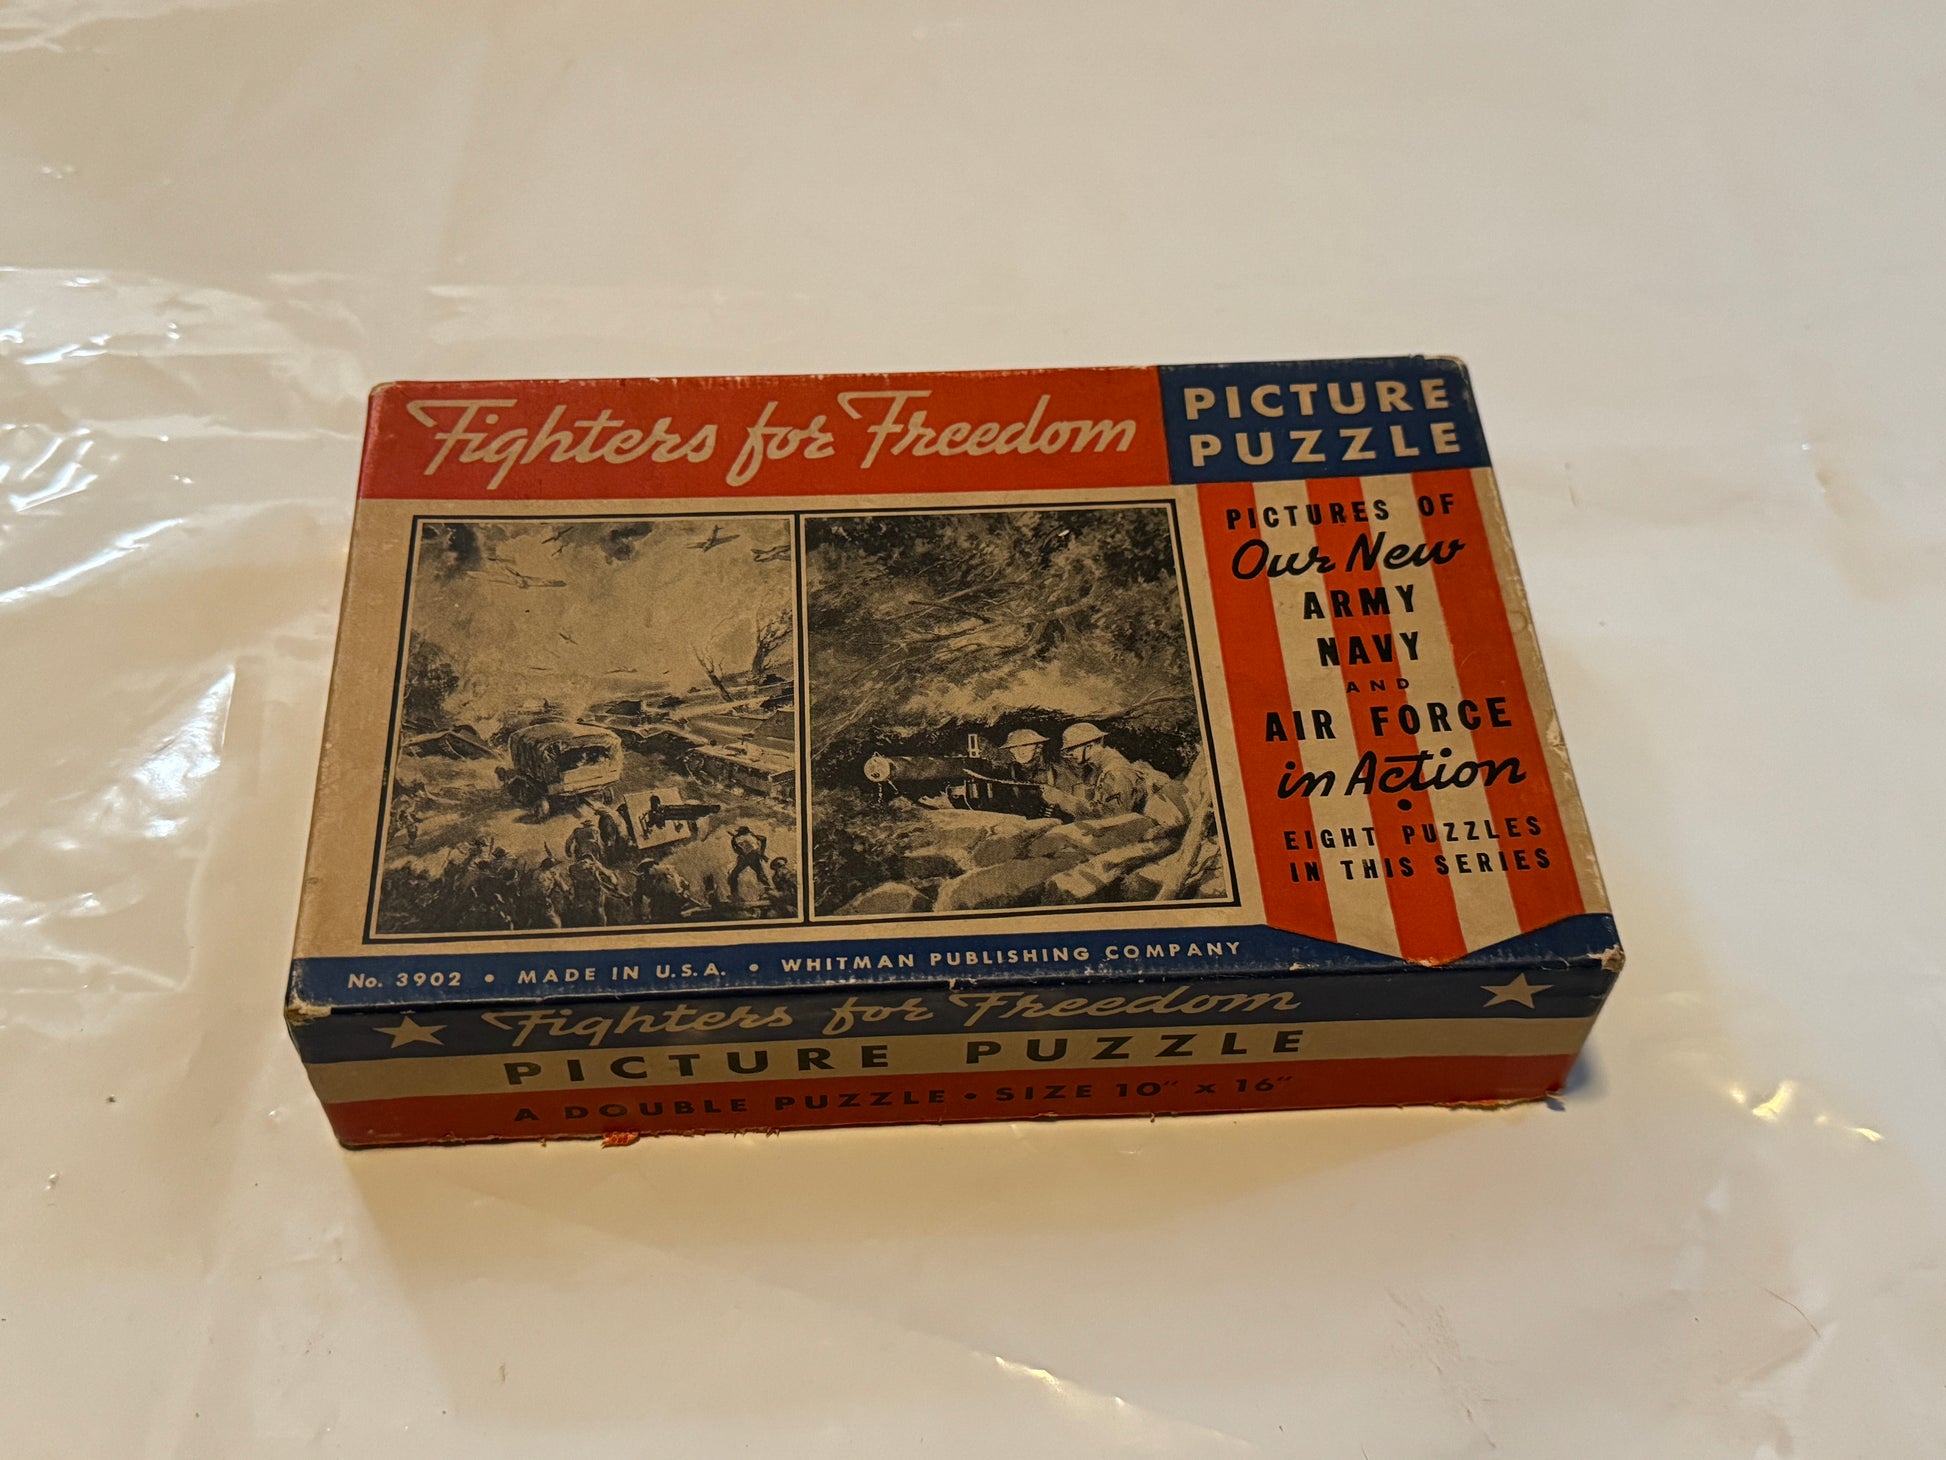 Fighters for Freedom
PICTURE
PUZZLE
PICTURES OF
Our New
ARMY
NAVY
AND
AIR FORCE
in Action
•
EIGHT PUZZLES
IN THIS SERIES
No. 3902 • MADE IN U.S.A. • WHITMAN PUBLISHING COMPANY
Fighters for Freedom
PICTURE PUZZLE
A DOUBLE PUZZLE • SIZE 10" x 16"